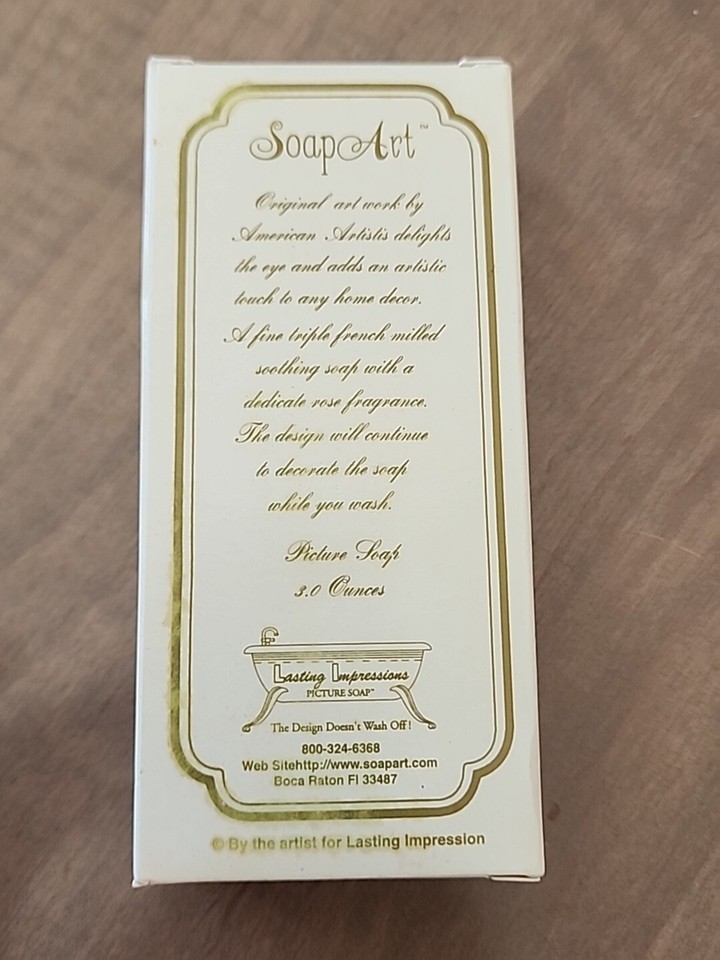 SoapArt™
Original art work by
American Artistis delights
the eye and adds an artistic
touch to any home decor.
A fine triple french milled
soothing soap with a
dedicate rose fragrance.
The design will continue
to decorate the soap
while you wash.
Picture Soap
3.0 Ounces
Lasting Impressions
PICTURE SOAP™
The Design Doesn't Wash Off!
800-324-6368
Web Sitehttp://www.soapart.com
Boca Raton Fl 33487
© By the artist for Lasting Impression